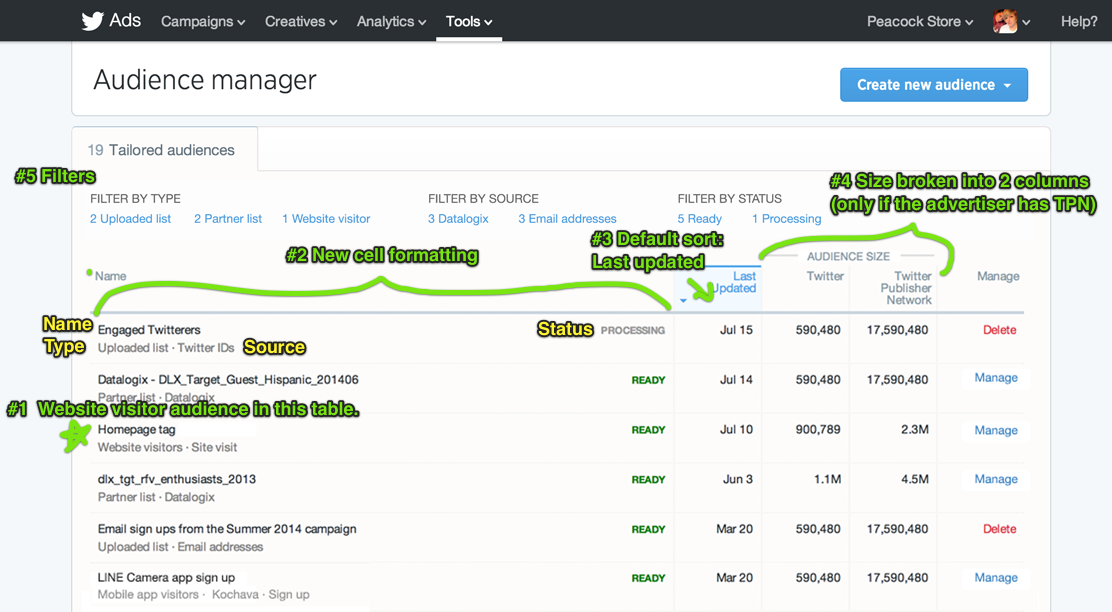 Ads Campaigns Creatives Analytics Tools Peacock Store Help?
Audience manager
Create new audience
19 Tailored audiences
#5 Filters
#4 Size broken into 2 columns
(only if the advertiser has TPN)
FILTER BY TYPE FILTER BY SOURCE FILTER BY STATUS
2 Uploaded list 2 Partner list 1 Website visitor 3 Datalogix 3 Email addresses 5 Ready 1 Processing
#2 New cell formatting
#3 Default sort:
Last updated
AUDIENCE SIZE
Name
Last
Updated
Twitter
Twitter
Publisher
Network
Manage
Name Engaged Twitterers Status PROCESSING Jul 15 590,480 17,590,480 Delete
Type Uploaded list · Twitter IDs Source
Datalogix - DLX_Target_Guest_Hispanic_201406 READY Jul 14 590,480 17,590,480 Manage
Partner list · Datalogix
#1 Website visitor audience in this table.
Homepage tag READY Jul 10 900,789 2.3M Manage
Website visitors · Site visit
dlx_tgt_rfv_enthusiasts_2013 READY Jun 3 1.1M 4.5M Manage
Partner list · Datalogix
Email sign ups from the Summer 2014 campaign READY Mar 20 590,480 17,590,480 Delete
Uploaded list · Email addresses
LINE Camera app sign up READY Mar 20 590,480 17,590,480 Manage
Mobile app visitors · Kochava · Sign up